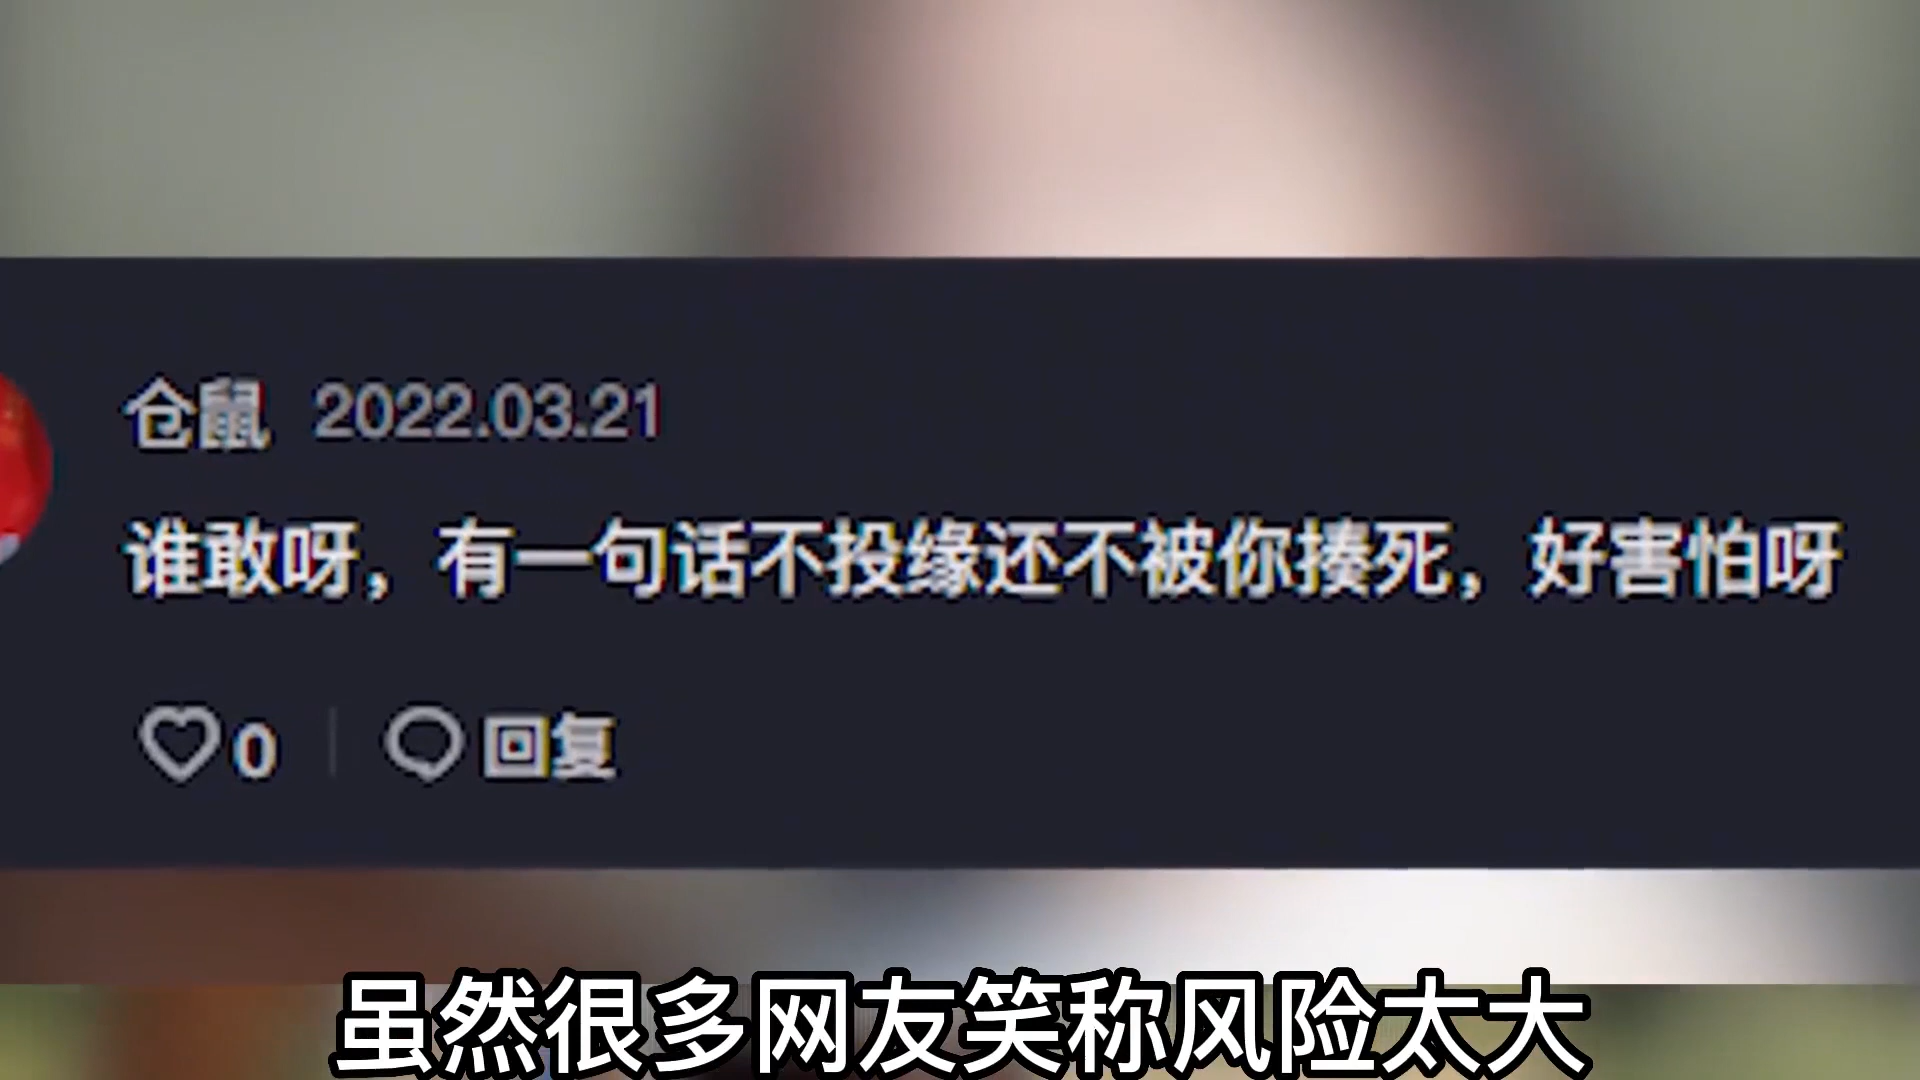 仓鼠 2022.03.21
谁敢呀，有一句话不投缘还不被你揍死，好害怕呀
0 回复
虽然很多网友笑称风险太大